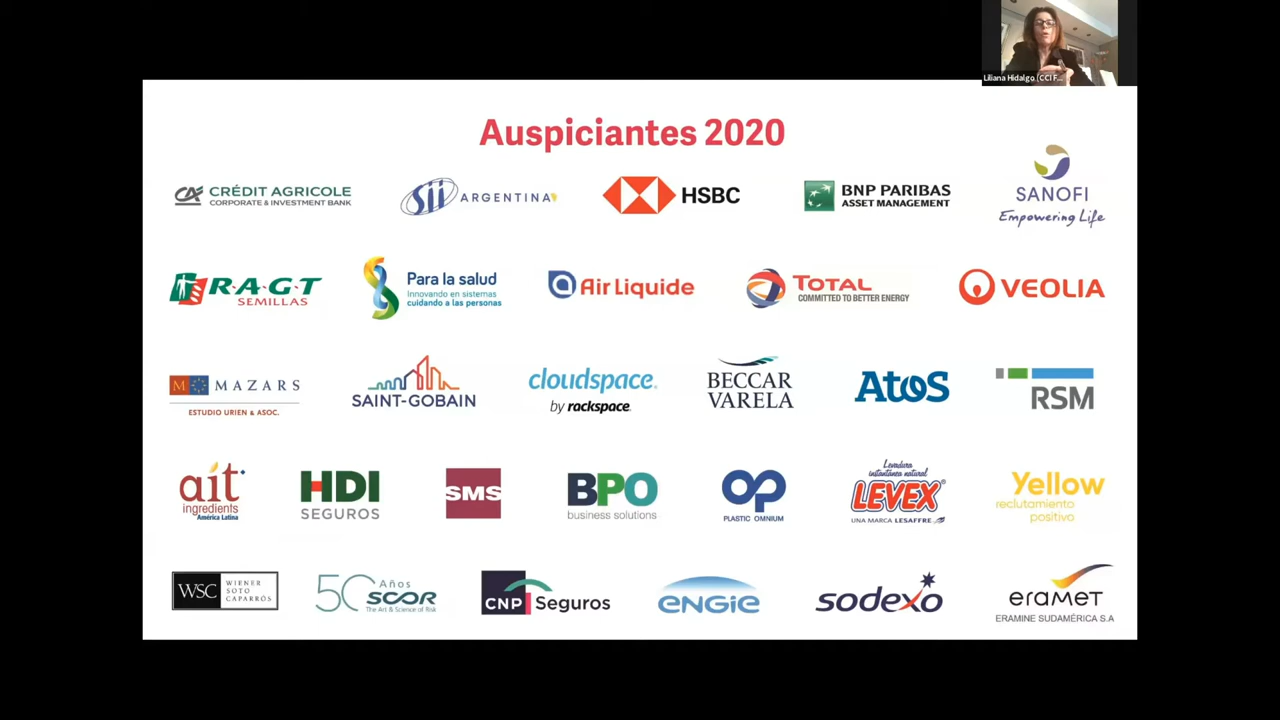 Liliana Hidalgo (CCI F...
Auspiciantes 2020
CA CRÉDIT AGRICOLE
CORPORATE & INVESTMENT BANK
Sii ARGENTINA
HSBC
BNP PARIBAS
ASSET MANAGEMENT
SANOFI
Empowering Life
R·A·G·T
SEMILLAS
Para la salud
Innovando en sistemas
cuidando a las personas
Air Liquide
TOTAL
COMMITTED TO BETTER ENERGY
VEOLIA
M MAZARS
ESTUDIO URIEN & ASOC.
SAINT-GOBAIN
cloudspace
by rackspace
BECCAR
VARELA
Atos
RSM
ait
ingredients
América Latina
HDI
SEGUROS
SMS
BPO
business solutions
OP
PLASTIC OMNIUM
Levadura
instantánea natural
LEVEX®
UNA MARCA LESAFFRE
Yellow
reclutamiento
positivo
WSC WIENER
SOTO
CAPARRÓS
50 Años
SCOR
The Art & Science of Risk
CNP Seguros
ENGIE
sodexo
eramet
ERAMINE SUDAMÉRICA S.A